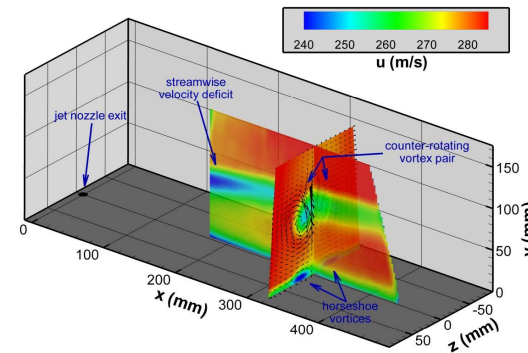 240 250 260 270 280
u (m/s)
streamwise
velocity deficit
jet nozzle exit
counter-rotating
vortex pair
150
100
50
0
y (mm)
-50
0
50
z (mm)
0
100
200
300
400
x (mm)
horseshoe
vortices